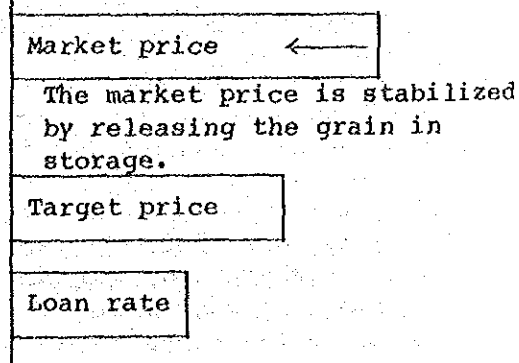 Market price
The market price is stabilized
by releasing the grain in
storage.
Target price
Loan rate